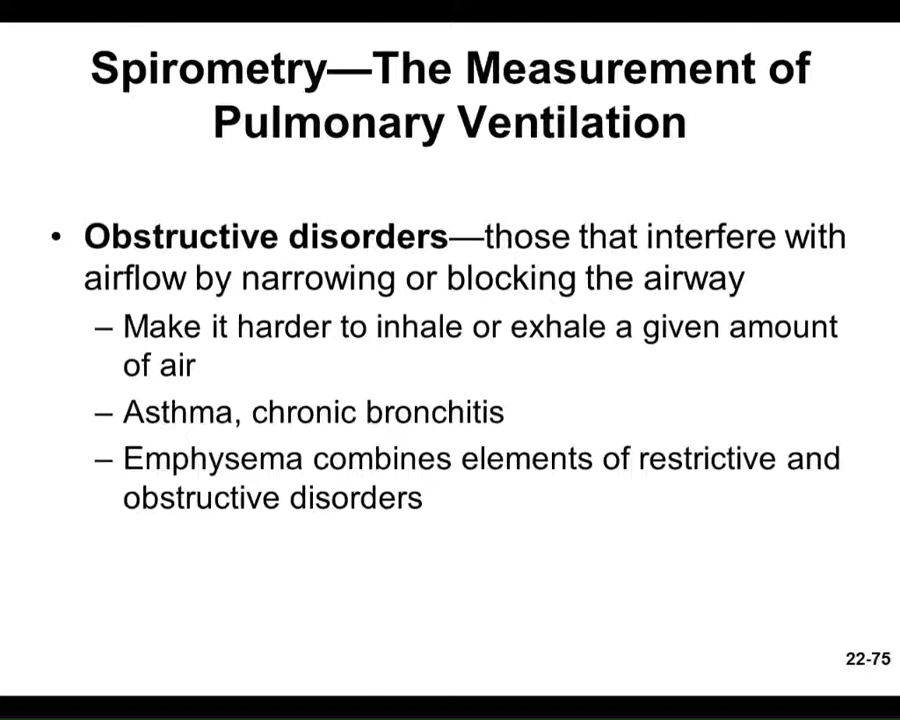 Spirometry—The Measurement of
Pulmonary Ventilation
• Obstructive disorders—those that interfere with
airflow by narrowing or blocking the airway
– Make it harder to inhale or exhale a given amount
of air
– Asthma, chronic bronchitis
– Emphysema combines elements of restrictive and
obstructive disorders
22-75